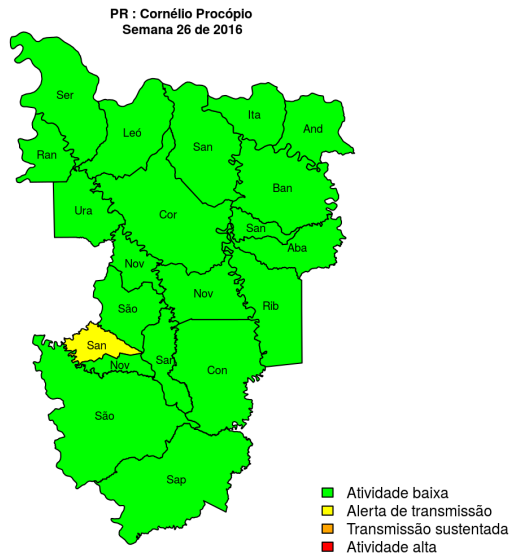 PR : Cornélio Procópio
Semana 26 de 2016
Ser
Leó
Ita
And
San
Ran
Ban
Ura
Cor
San
Aba
Nov
Nov
São
Rib
San
San
Nov
Con
São
Sap
Atividade baixa
Alerta de transmissão
Transmissão sustentada
Atividade alta